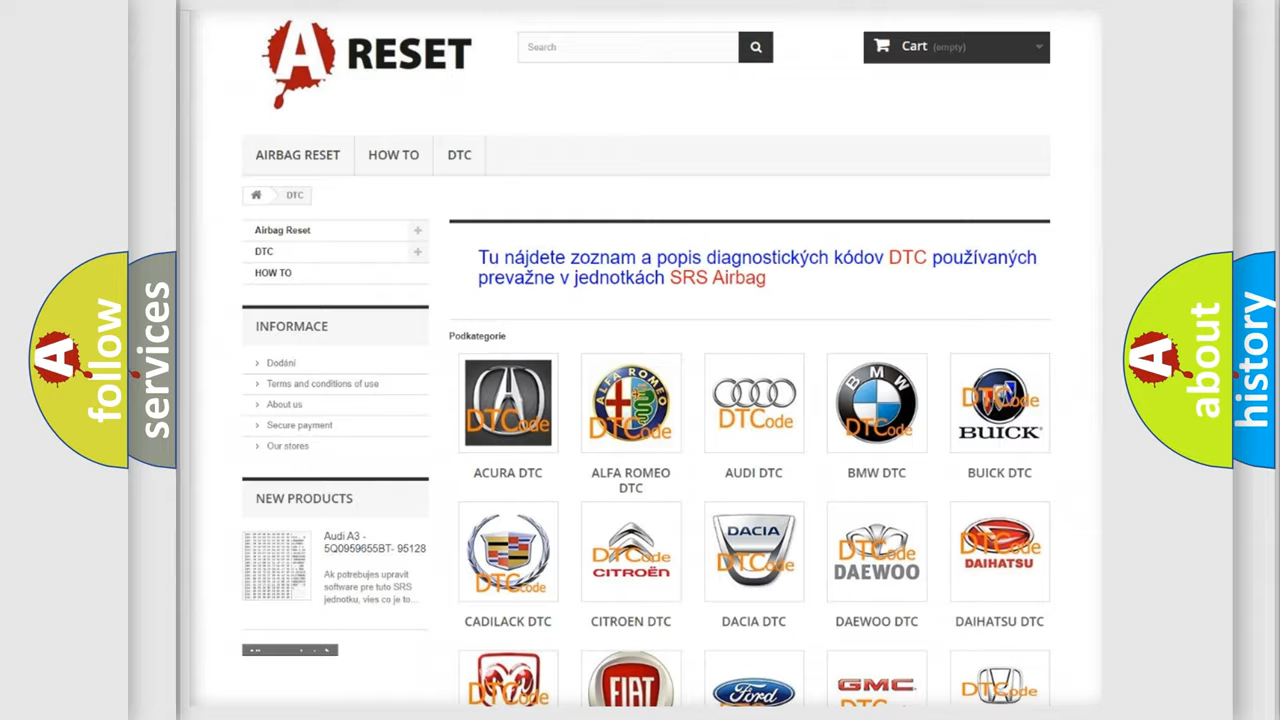 A RESET
Search
Cart (empty)
AIRBAG RESET
HOW TO
DTC
DTC
Airbag Reset
DTC
HOW TO
INFORMACE
Dodání
Terms and conditions of use
About us
Secure payment
Our stores
NEW PRODUCTS
Audi A3 -
5Q0959655BT- 95128
Ak potrebujes upravit
software pre tuto SRS
jednotku, vies co je to...
Tu nájdete zoznam a popis diagnostických kódov DTC používaných
prevažne v jednotkách SRS Airbag
Podkategorie
DTCode
ALFA ROMEO
DTCode
DTCode
BMW
DTCode
DTCode
BUICK
ACURA DTC
ALFA ROMEO
DTC
AUDI DTC
BMW DTC
BUICK DTC
DTCode
DTCode
CITROËN
DACIA
DTCode
DTCode
DAEWOO
DTCode
DAIHATSU
CADILACK DTC
CITROEN DTC
DACIA DTC
DAEWOO DTC
DAIHATSU DTC
DTCode
FIAT
Ford
GMC
DTCode
A follow
services
A about
history